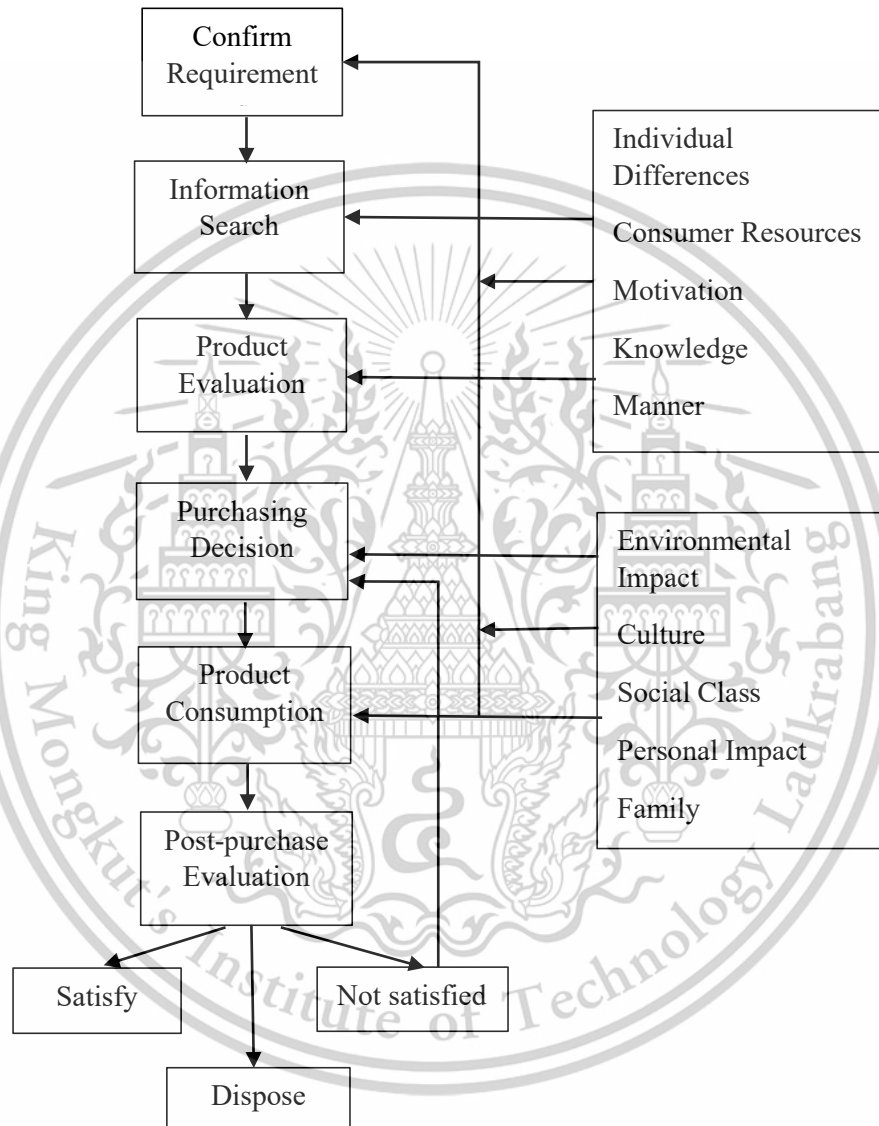 Confirm
Requirement
Information
Search
Product
Evaluation
Purchasing
Decision
Product
Consumption
Post-purchase
Evaluation
Satisfy
Not satisfied
Dispose
Individual
Differences
Consumer Resources
Motivation
Knowledge
Manner
Environmental
Impact
Culture
Social Class
Personal Impact
Family
King Mongkut's Institute of Technology Ladkrabang